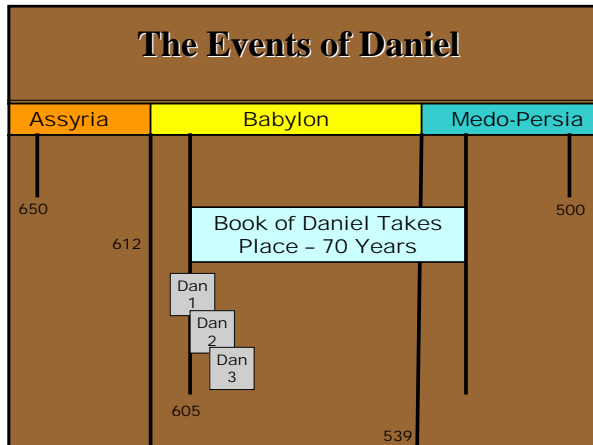 The Events of Daniel
Assyria
Babylon
Medo-Persia
650
500
612
Book of Daniel Takes
Place – 70 Years
Dan
1
Dan
2
Dan
3
605
539